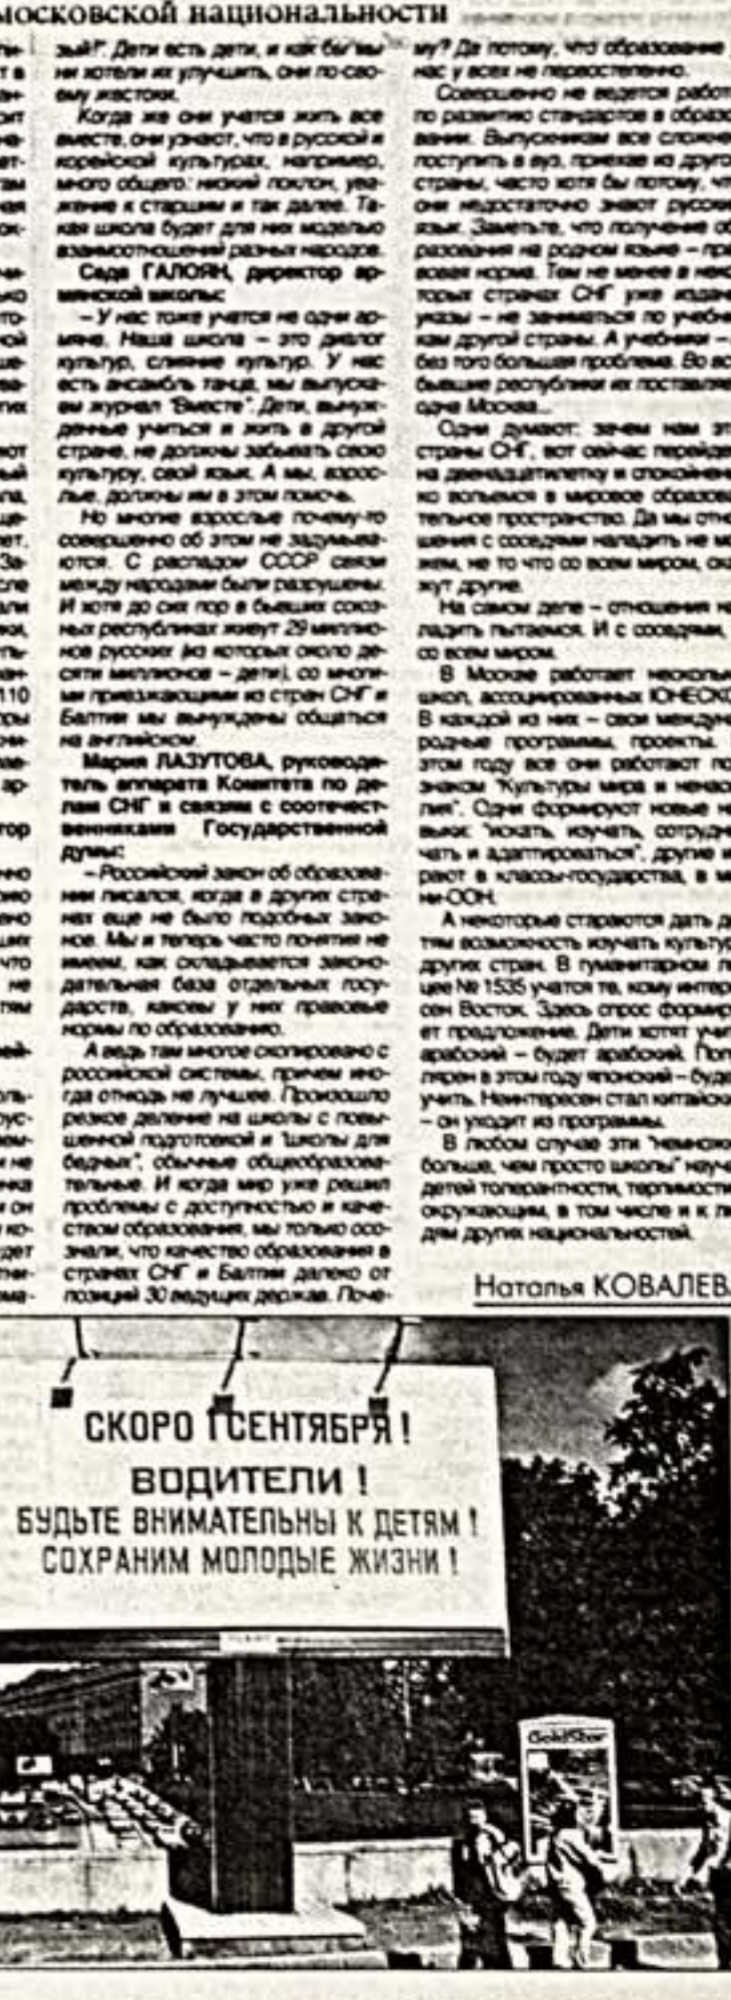 московской национальности
зый!". Дети есть дети, и как бы мы
ни хотели их улучшить, они по-сво-
ему жестоки.
Когда же они учатся жить все
вместе, они узнают, что в русской и
корейской культурах, например,
много общего: низкий поклон, ува-
жение к старшим и так далее. Та-
кая школа будет для них моделью
взаимоотношений разных народов.
Седа ГАЛОЯН, директор ар-
мянской школы:
– У нас тоже учатся не одни ар-
мяне. Наша школа – это диалог
культур, слияние культур. У нас
есть ансамбль танца, мы выпуска-
ем журнал "Вместе". Дети, вынуж-
денные учиться и жить в другой
стране, не должны забывать свою
культуру, свой язык. А мы, взрос-
лые, должны им в этом помочь.
Но многие взрослые почему-то
совершенно об этом не задумыва-
ются. С распадом СССР связи
между народами были разрушены.
И хотя до сих пор в бывших союз-
ных республиках живут 29 миллио-
нов русских (из которых около де-
сяти миллионов – дети), со многи-
ми приезжающими из стран СНГ и
Балтии мы вынуждены общаться
на английском.
Мария ЛАЗУТОВА, руководи-
тель аппарата Комитета по де-
лам СНГ и связям с соотечест-
венниками Государственной
думы:
– Российский закон об образова-
нии писался, когда в других стра-
нах еще не было подобных зако-
нов. Мы и теперь часто понятия не
имеем, как складывается законо-
дательная база отдельных госу-
дарств, каковы у них правовые
нормы по образованию.
А ведь там многое скопировано с
российской системы, причем ино-
гда отнюдь не лучшее. Произошло
резкое деление на школы с повы-
шенной подготовкой и "школы для
бедных", обычные общеобразова-
тельные. И когда мир уже решил
проблемы с доступностью и каче-
ством образования, мы только осо-
знали, что качество образования в
странах СНГ и Балтии далеко от
позиций 30 ведущих держав. Поче-
му? Да потому, что образование
нас у всех не первостепенно.
Совершенно не ведется работ
по развитию стандартов в образо
вании. Выпускникам все сложне
поступить в вуз, приехав из друго
страны, часто хотя бы потому, чт
они недостаточно знают русски
язык. Заметьте, что получение об
разования на родном языке – пра
вовая норма. Тем не менее в неко
торых странах СНГ уже издан
указы – не заниматься по учебни
кам другой страны. А учебники –
без того большая проблема. Во вс
бывшие республики их поставляе
одна Москва...
Одни думают: зачем нам эт
страны СНГ, вот сейчас перейде
на двенадцатилетку и спокойнень
ко вольемся в мировое образова
тельное пространство. Да мы отно
шения с соседями наладить не мо
жем, не то что со всем миром, ска
жут другие.
На самом деле – отношения на
ладить пытаемся. И с соседями,
со всем миром.
В Москве работает нескольк
школ, ассоциированных ЮНЕСКО
В каждой из них – свои междуна
родные программы, проекты.
этом году все они работают по
знаком "Культуры мира и ненаси
лия". Одни формируют новые на
выки: "искать, изучать, сотрудни
чать и адаптироваться", другие и
рают в классы-государства, в м
ни-ООН.
А некоторые стараются дать де
тям возможность изучать культур
других стран. В гуманитарном ли
цее № 1535 учатся те, кому интере
сен Восток. Здесь спрос формиру
ет предложение. Дети хотят учит
арабский – будет арабский. Поп
лярен в этом году японский – буде
учить. Неинтересен стал китайски
– он уходит из программы.
В любом случае эти "немножк
больше, чем просто школы" науча
детей толерантности, терпимости
окружающим, в том числе и к лю
дям других национальностей.
Наталья КОВАЛЕВ
СКОРО 1 СЕНТЯБРЯ !
ВОДИТЕЛИ !
БУДЬТЕ ВНИМАТЕЛЬНЫ К ДЕТЯМ !
СОХРАНИМ МОЛОДЫЕ ЖИЗНИ !
GoldStar